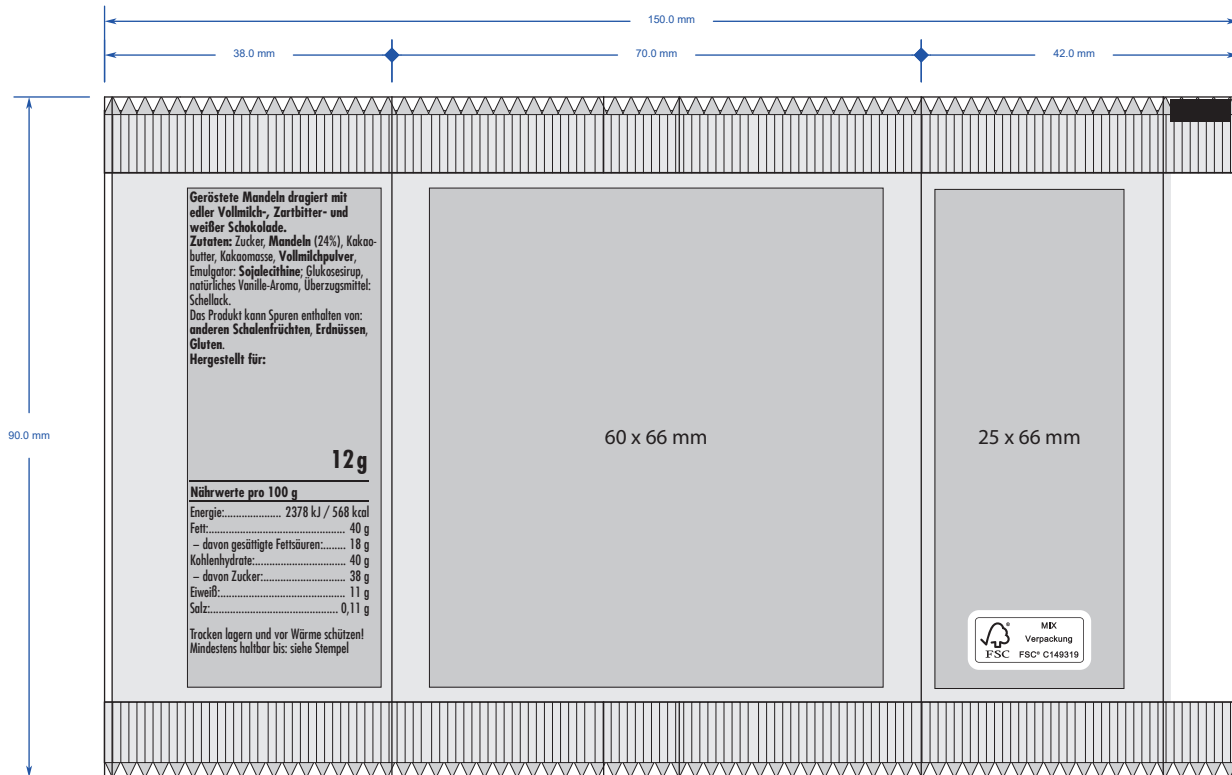 150.0 mm
38.0 mm
70.0 mm
42.0 mm
90.0 mm
Geröstete Mandeln dragiert mit
edler Vollmilch-, Zartbitter- und
weißer Schokolade.
Zutaten: Zucker, Mandeln (24%), Kakao-
butter, Kakaomasse, Vollmilchpulver,
Emulgator: Sojalecithine; Glukosesirup,
natürliches Vanille-Aroma, Überzugsmittel:
Schellack.
Das Produkt kann Spuren enthalten von:
anderen Schalenfrüchten, Erdnüssen,
Gluten.
Hergestellt für:
12g
Nährwerte pro 100 g
Energie:.................... 2378 kJ / 568 kcal
Fett:.............................................. 40 g
– davon gesättigte Fettsäuren:........ 18 g
Kohlenhydrate:............................... 40 g
– davon Zucker:............................ 38 g
Eiweiß:.......................................... 11 g
Salz:........................................... 0,11 g
Trocken lagern und vor Wärme schützen!
Mindestens haltbar bis: siehe Stempel
60 x 66 mm
25 x 66 mm
MIX
Verpackung
FSC® C149319
®
FSC